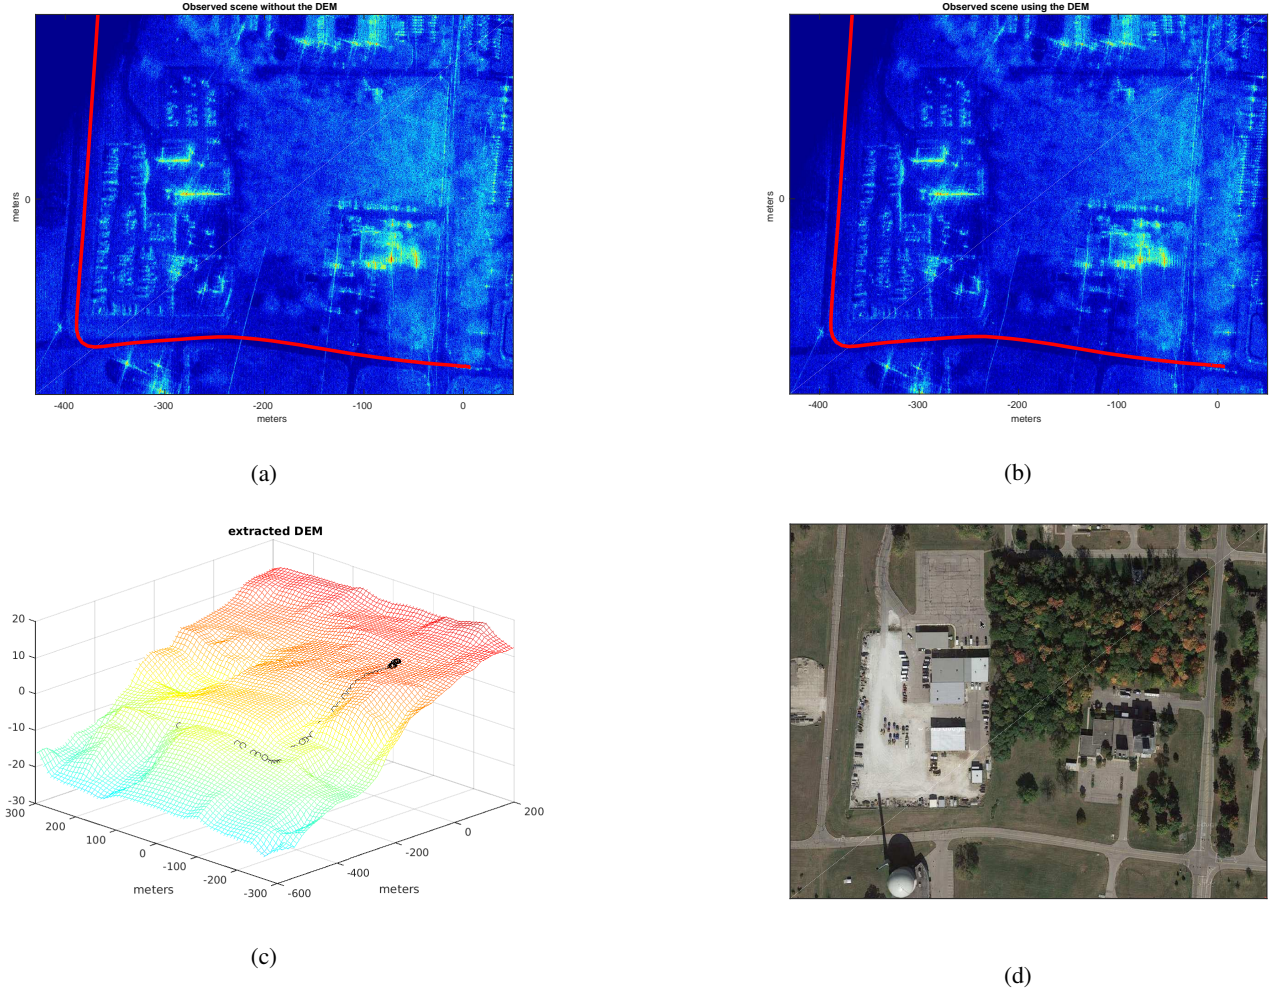 Observed scene without the DEM
meters
0
-400 -300 -200 -100 0
meters
(a)
Observed scene using the DEM
meters
0
-400 -300 -200 -100 0
meters
(b)
extracted DEM
20
10
0
-10
-20
-30
300 200 100 0 -100 -200 -300
meters
-600 -400 -200 0 200
meters
(c)
(d)